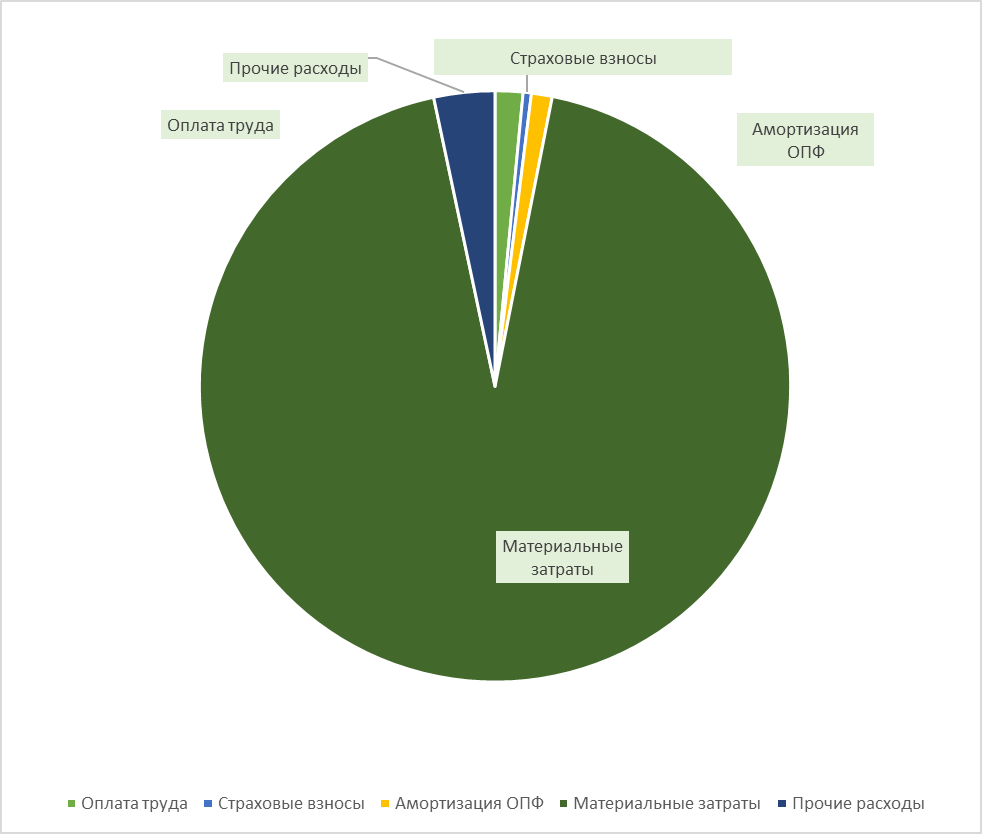 Страховые взносы
Прочие расходы
Оплата труда
Амортизация
ОПФ
Материальные
затраты
Оплата труда
Страховые взносы
Амортизация ОПФ
Материальные затраты
Прочие расходы